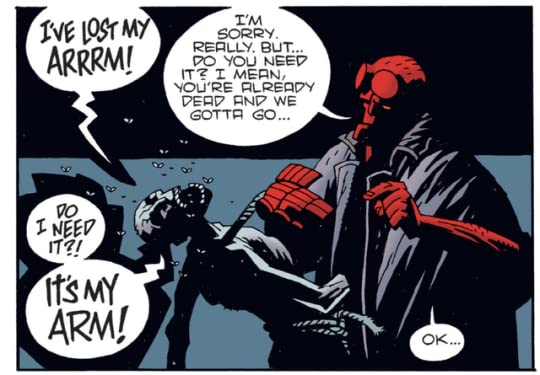 I'VE LOST MY
ARRRM!
I'M
SORRY.
REALLY. BUT...
DO YOU NEED
IT? I MEAN,
YOU'RE ALREADY
DEAD AND WE
GOTTA GO...
DO
I NEED
IT?!
IT'S MY
ARM!
OK...